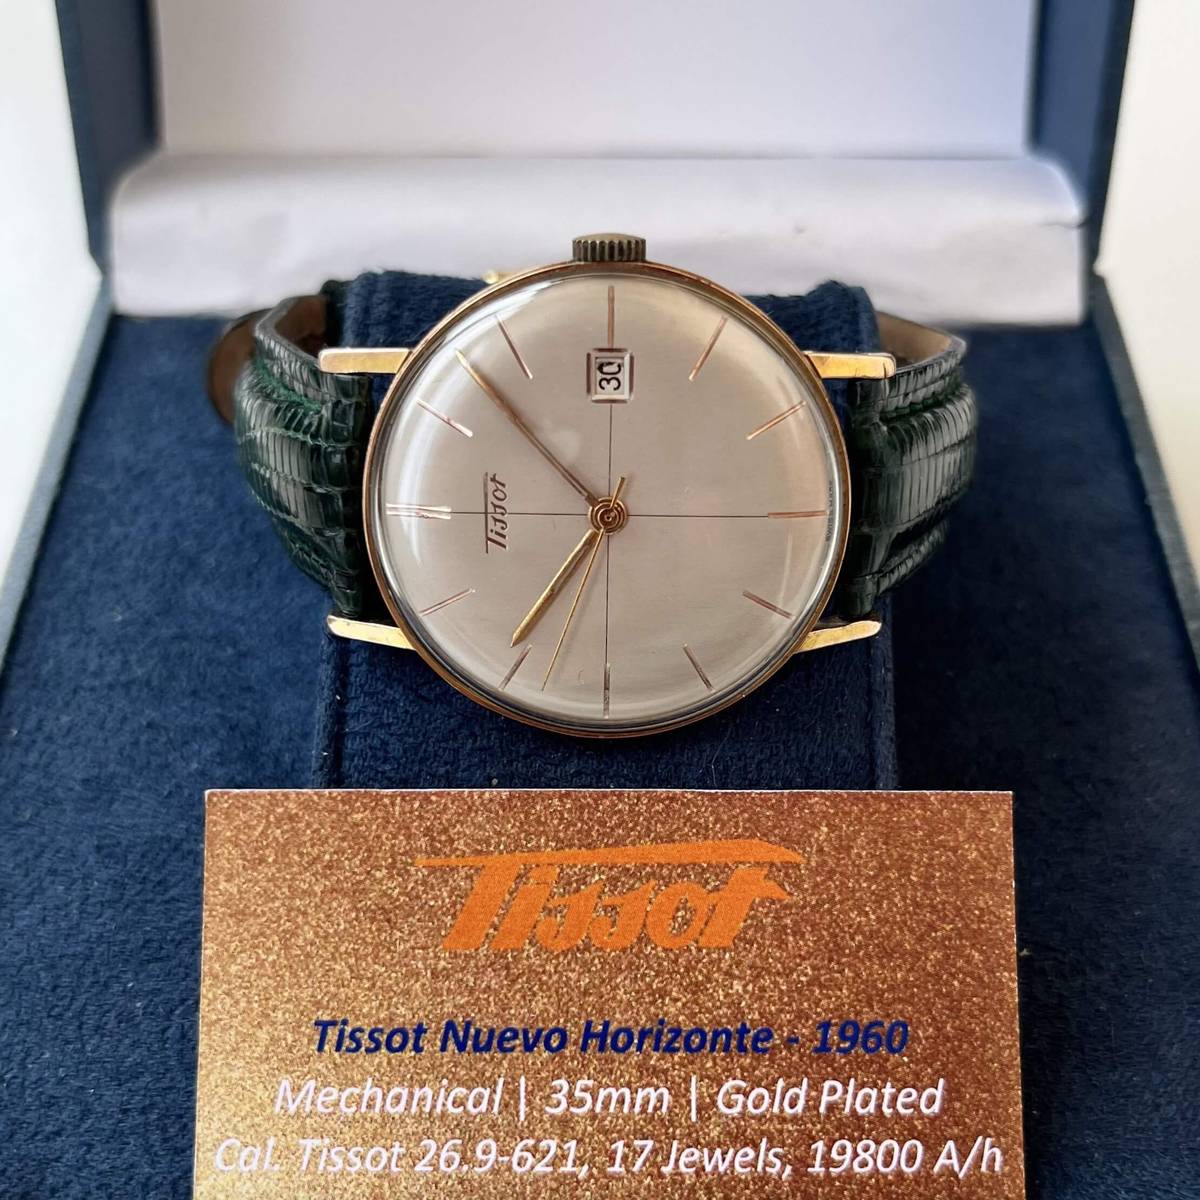 30
Tissot
Tissot
Tissot Nuevo Horizonte - 1960
Mechanical | 35mm | Gold Plated
Cal. Tissot 26.9-621, 17 Jewels, 19800 A/h